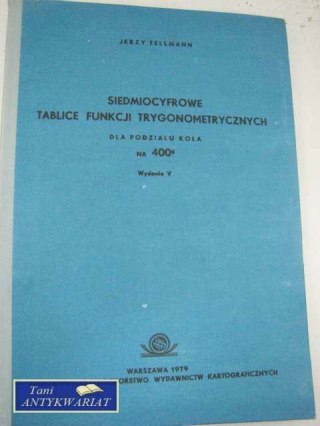 JERZY FELLMANN
SIEDMIOCYFROWE
TABLICE FUNKCJI TRYGONOMETRYCZNYCH
DLA PODZIAŁU KOŁA
NA 400ᵍ
Wydanie V
WARSZAWA 1979
WYDAWNICTW KARTOGRAFICZNYCH
Tani
ANTYKWARIAT